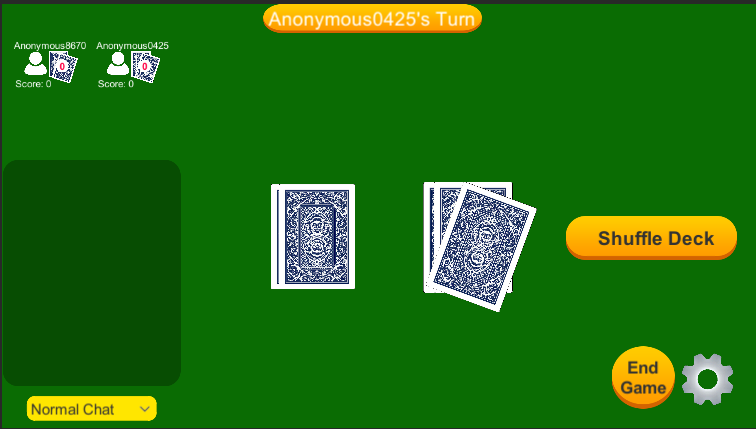 Anonymous0425's Turn
Anonymous8670
Anonymous0425
0
0
Score: 0
Score: 0
Shuffle Deck
End
Game
Normal Chat